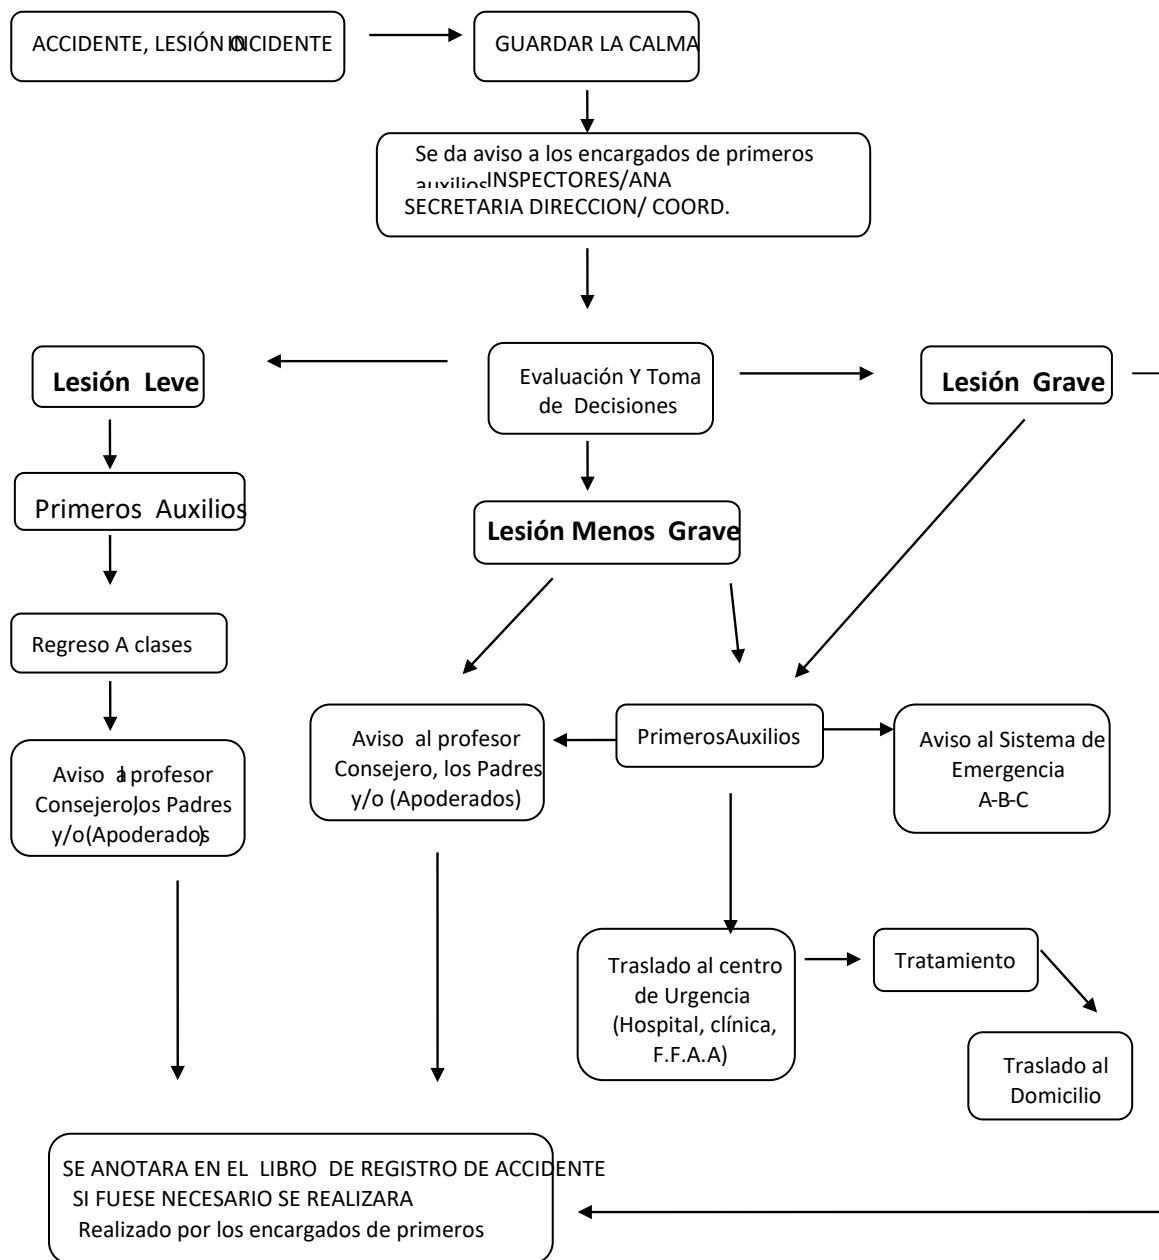 ACCIDENTE, LESIÓN O INCIDENTE
GUARDAR LA CALMA
Se da aviso a los encargados de primeros
auxilios INSPECTORES/ANA
SECRETARIA DIRECCION/ COORD.
Lesión Leve
Evaluación Y Toma
de Decisiones
Lesión Grave
Primeros Auxilios
Lesión Menos Grave
Regreso A clases
Aviso al profesor
Consejero,los Padres
y/o(Apoderados)
Aviso al profesor
Consejero, los Padres
y/o (Apoderados)
PrimerosAuxilios
Aviso al Sistema de
Emergencia
A-B-C
Traslado al centro
de Urgencia
(Hospital, clínica,
F.F.A.A)
Tratamiento
Traslado al
Domicilio
SE ANOTARA EN EL LIBRO DE REGISTRO DE ACCIDENTE
SI FUESE NECESARIO SE REALIZARA
Realizado por los encargados de primeros